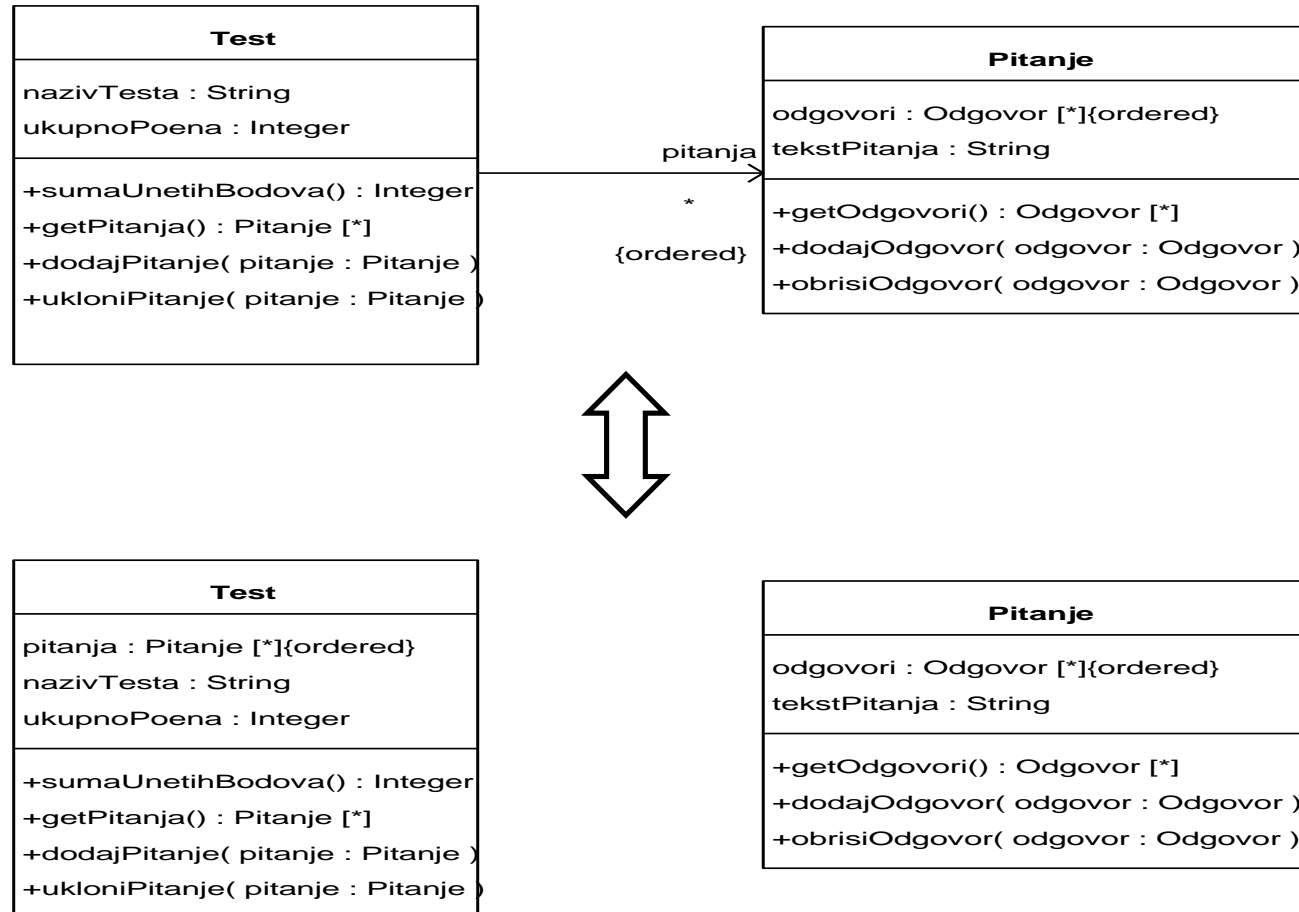 Test
nazivTesta : String
ukupnoPoena : Integer
+sumaUnetihBodova() : Integer
+getPitanja() : Pitanje [*]
+dodajPitanje( pitanje : Pitanje )
+ukloniPitanje( pitanje : Pitanje )
pitanja
*
{ordered}
Pitanje
odgovori : Odgovor [*]{ordered}
tekstPitanja : String
+getOdgovori() : Odgovor [*]
+dodajOdgovor( odgovor : Odgovor )
+obrisiOdgovor( odgovor : Odgovor )
Test
pitanja : Pitanje [*]{ordered}
nazivTesta : String
ukupnoPoena : Integer
+sumaUnetihBodova() : Integer
+getPitanja() : Pitanje [*]
+dodajPitanje( pitanje : Pitanje )
+ukloniPitanje( pitanje : Pitanje )
Pitanje
odgovori : Odgovor [*]{ordered}
tekstPitanja : String
+getOdgovori() : Odgovor [*]
+dodajOdgovor( odgovor : Odgovor )
+obrisiOdgovor( odgovor : Odgovor )